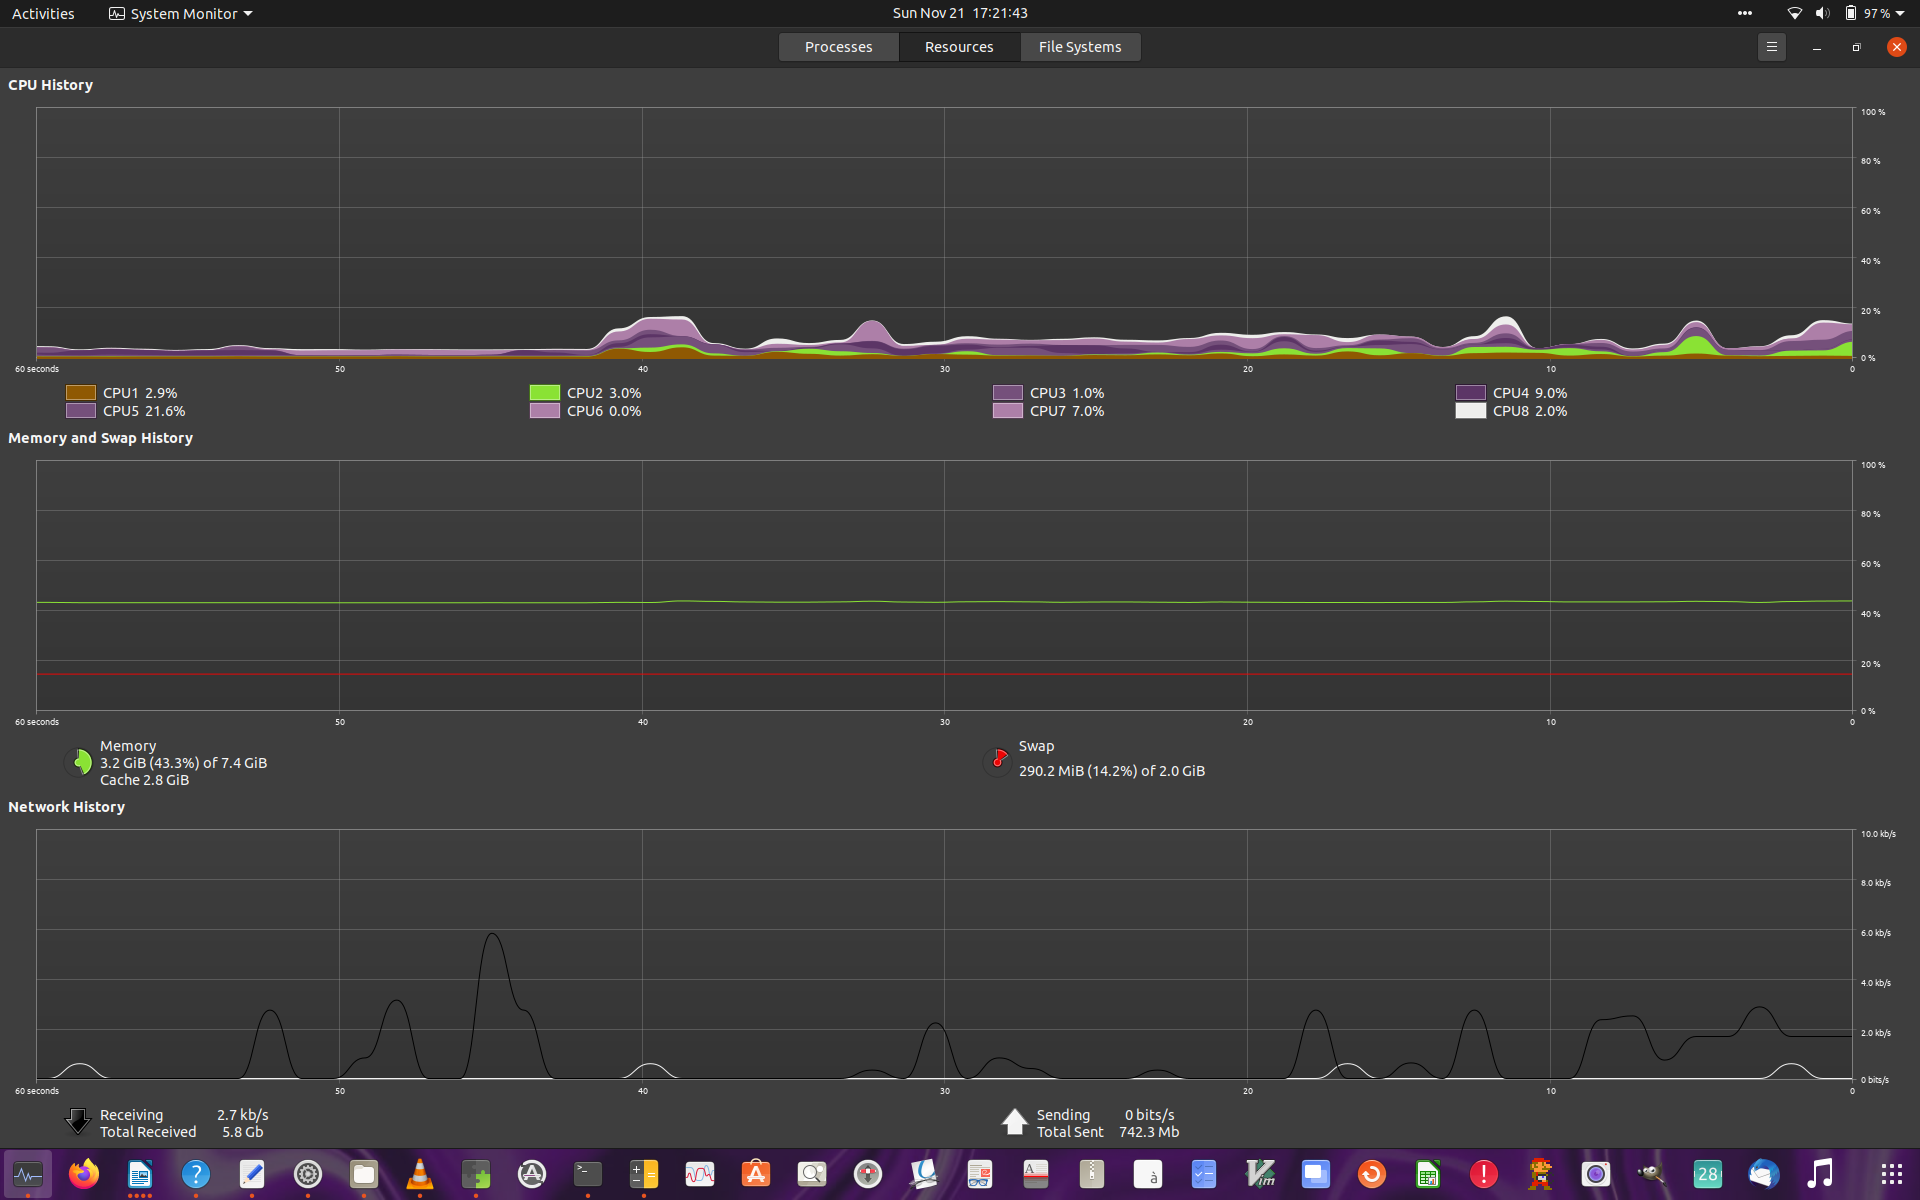 Activities System Monitor Sun Nov 21 17:21:43 97 %
Processes Resources File Systems
CPU History
100 %
80 %
60 %
40 %
20 %
0 %
60 seconds 50 40 30 20 10 0
CPU1 2.9% CPU2 3.0% CPU3 1.0% CPU4 9.0%
CPU5 21.6% CPU6 0.0% CPU7 7.0% CPU8 2.0%
Memory and Swap History
100 %
80 %
60 %
40 %
20 %
0 %
60 seconds 50 40 30 20 10 0
Memory Swap
3.2 GiB (43.3%) of 7.4 GiB 290.2 MiB (14.2%) of 2.0 GiB
Cache 2.8 GiB
Network History
10.0 kb/s
8.0 kb/s
6.0 kb/s
4.0 kb/s
2.0 kb/s
0 bits/s
60 seconds 50 40 30 20 10 0
Receiving 2.7 kb/s Sending 0 bits/s
Total Received 5.8 Gb Total Sent 742.3 Mb
? >_ A A à Vim ! 28